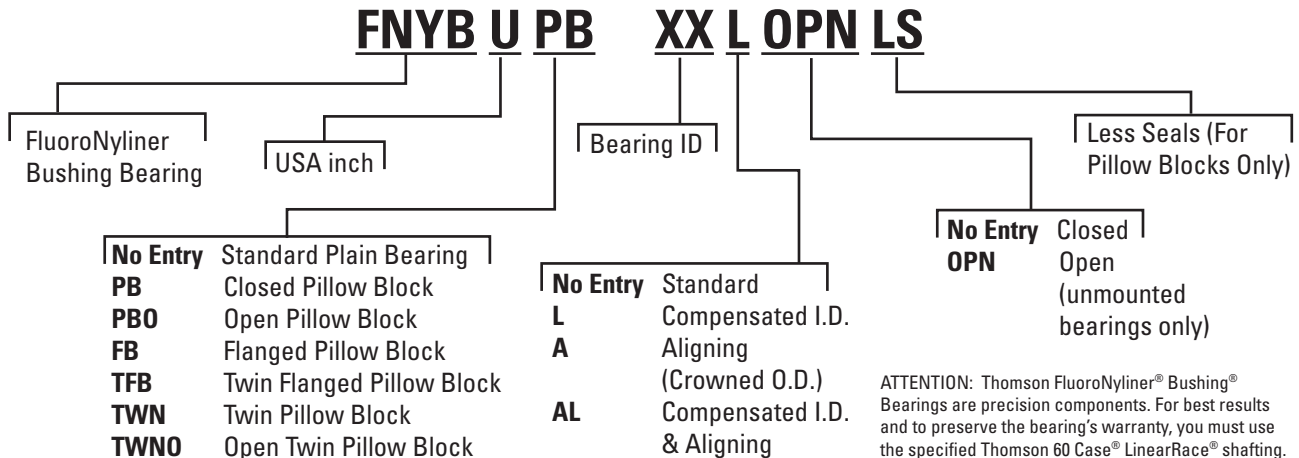 FNYB U PB XX L OPN LS
FluoroNyliner
Bushing Bearing
USA inch
Bearing ID
Less Seals (For
Pillow Blocks Only)
No Entry Standard Plain Bearing
PB Closed Pillow Block
PBO Open Pillow Block
FB Flanged Pillow Block
TFB Twin Flanged Pillow Block
TWN Twin Pillow Block
TWNO Open Twin Pillow Block
No Entry Standard
L Compensated I.D.
A Aligning
(Crowned O.D.)
AL Compensated I.D.
& Aligning
No Entry Closed
OPN Open
(unmounted
bearings only)
ATTENTION: Thomson FluoroNyliner® Bushing®
Bearings are precision components. For best results
and to preserve the bearing's warranty, you must use
the specified Thomson 60 Case® LinearRace® shafting.